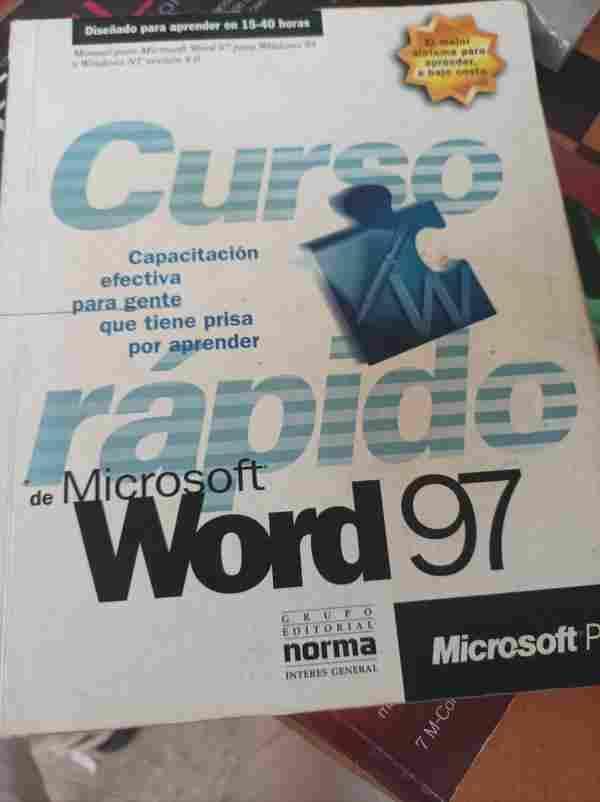 Diseñado para aprender en 15-40 horas
Microsoft Word 97 para Windows 95
y Windows NT versión 4.0
El mejor
sistema para
aprender,
a bajo costo
Curso
Capacitación
efectiva
para gente
que tiene prisa
por aprender
W
rápido
de Microsoft
Word 97
GRUPO
EDITORIAL
norma
INTERES GENERAL
Microsoft P
7 M-Co